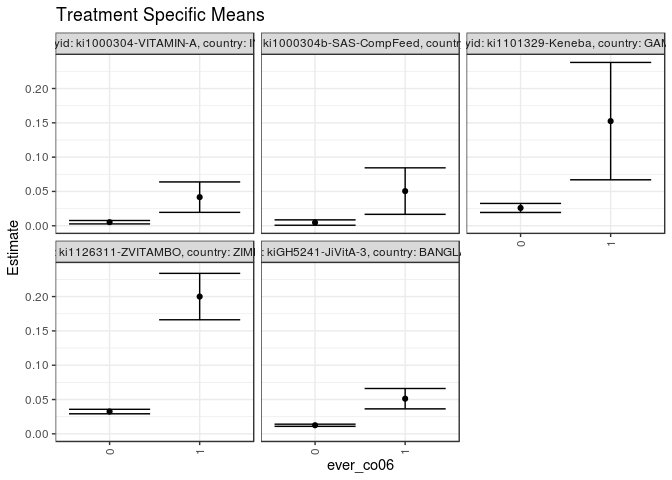 Treatment Specific Means
yid: ki1000304-VITAMIN-A, country: I
ki1000304b-SAS-CompFeed, countr
yid: ki1101329-Keneba, country: GAM
0.20
0.15
0.10
0.05
0.00
0
1
Estimate
: ki1126311-ZVITAMBO, country: ZIM
: kiGH5241-JiVitA-3, country: BANGL
0.20
0.15
0.10
0.05
0.00
0
1
0
1
ever_co06